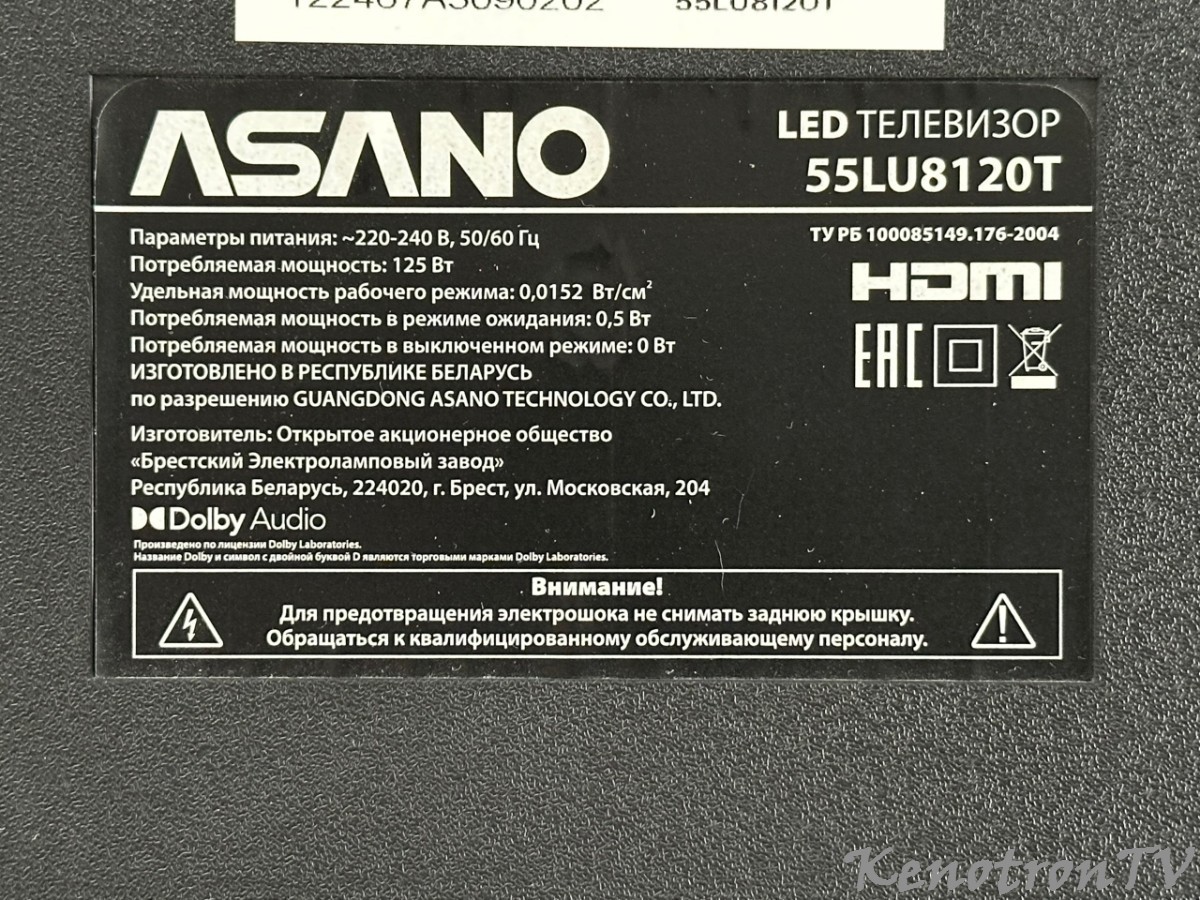 122407A3090202 55LU8120T
ASANO
LED ТЕЛЕВИЗОР
55LU8120T
Параметры питания: ~220-240 В, 50/60 Гц
ТУ РБ 100085149.176-2004
Потребляемая мощность: 125 Вт
HDMI
Удельная мощность рабочего режима: 0,0152 Вт/см²
Потребляемая мощность в режиме ожидания: 0,5 Вт
Потребляемая мощность в выключенном режиме: 0 Вт
EAC
ИЗГОТОВЛЕНО В РЕСПУБЛИКЕ БЕЛАРУСЬ
по разрешению GUANGDONG ASANO TECHNOLOGY CO., LTD.
Изготовитель: Открытое акционерное общество
«Брестский Электроламповый завод»
Республика Беларусь, 224020, г. Брест, ул. Московская, 204
Dolby Audio
Произведено по лицензии Dolby Laboratories.
Название Dolby и символ с двойной буквой D являются торговыми марками Dolby Laboratories.
Внимание!
Для предотвращения электрошока не снимать заднюю крышку.
Обращаться к квалифицированному обслуживающему персоналу.
KenotronTV